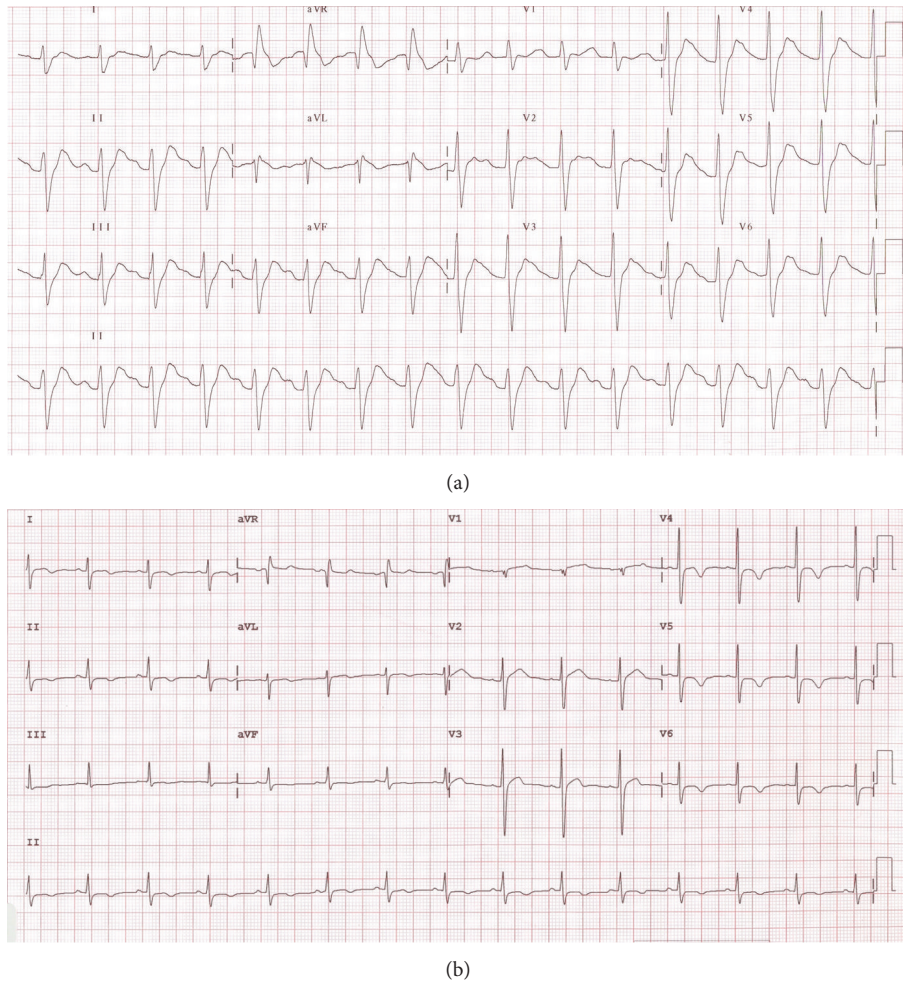 I aVR V1 V4
II aVL V2 V5
III aVF V3 V6
II
(a)
I aVR V1 V4
II aVL V2 V5
III aVF V3 V6
II
(b)